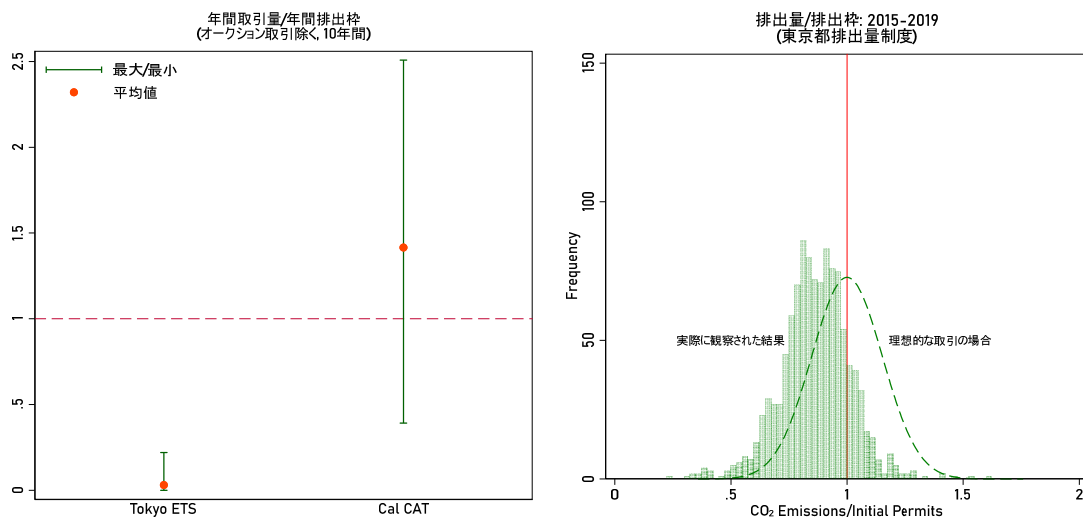 年間取引量/年間排出枠
(オークション取引除く, 10年間)
最大/最小
平均値
2.5
2
1.5
1
.5
0
Tokyo ETS
Cal CAT
排出量/排出枠: 2015-2019
(東京都排出量制度)
Frequency
150
100
50
0
実際に観察された結果
理想的な取引の場合
0
.5
1
1.5
2
CO₂ Emissions/Initial Permits